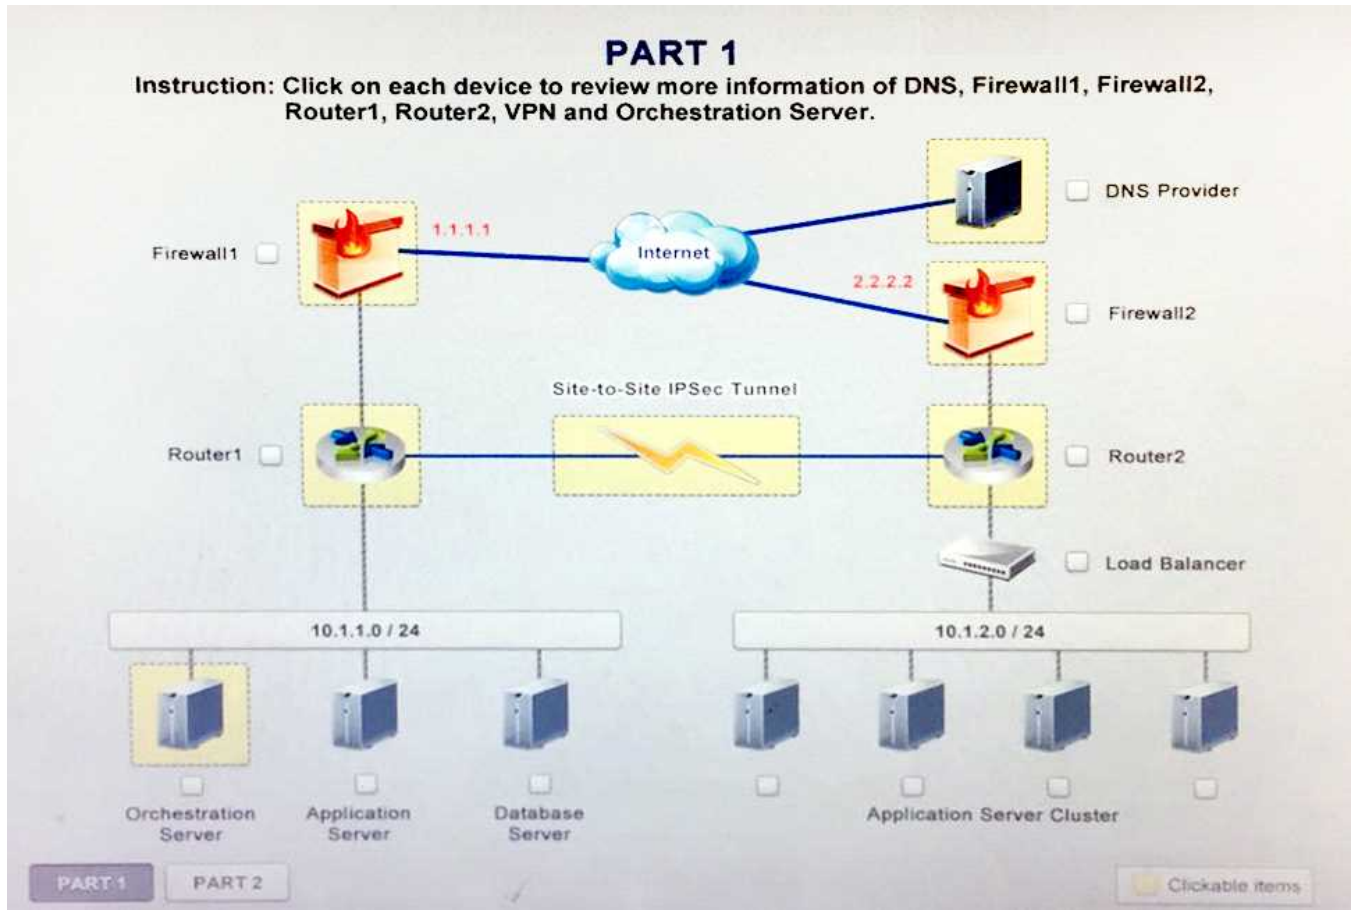 PART 1
Instruction: Click on each device to review more information of DNS, Firewall1, Firewall2,
Router1, Router2, VPN and Orchestration Server.
DNS Provider
1.1.1.1
Firewall1
Internet
2.2.2.2
Firewall2
Site-to-Site IPSec Tunnel
Router1
Router2
Load Balancer
10.1.1.0 / 24
10.1.2.0 / 24
Orchestration
Server
Application
Server
Database
Server
Application Server Cluster
PART 1
PART 2
Clickable items